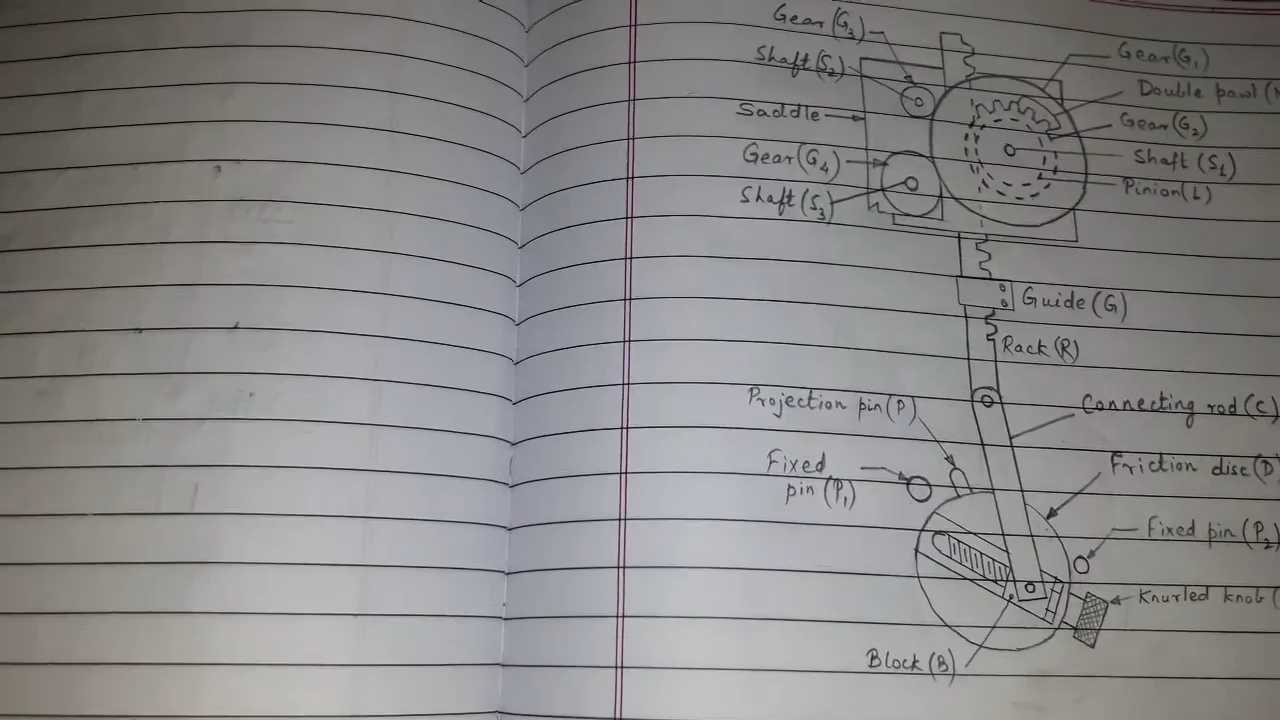 Gear(G3)
Shaft(S2)
Saddle
Gear(G4)
Shaft(S3)
Gear(G1)
Double pawl(
Gear(G2)
Shaft(S1)
Pinion(L)
Guide(G)
Rack(R)
Projection pin(P)
Connecting rod(C)
Fixed
pin(P1)
Friction disc(D)
Fixed pin(P2)
Knurled knob(
Block(B)